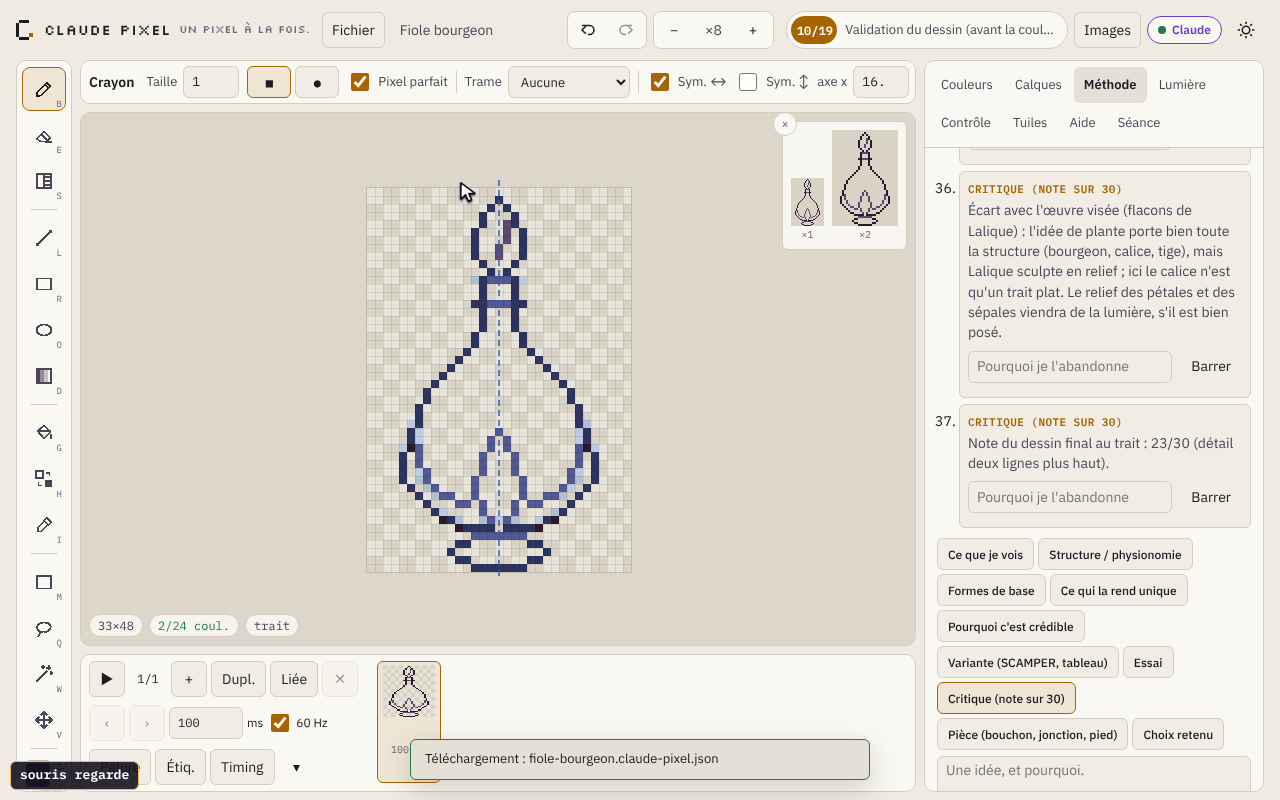 CLAUDE PIXEL UN PIXEL À LA FOIS. Fichier Fiole bourgeon − ×8 + 10/19 Validation du dessin (avant la coul… Images Claude
Crayon Taille 1 ■ ● Pixel parfait Trame Aucune Sym. ↔ Sym. ↕ axe x 16.
B
E
S
L
R
O
D
G
H
I
M
Q
W
V
×
×1 ×2
33×48 2/24 coul. trait
▶ 1/1 + Dupl. Liée ×
‹ › 100 ms 60 Hz
Étiq. Timing ▼
100
souris regarde
Téléchargement : fiole-bourgeon.claude-pixel.json
Couleurs Calques Méthode Lumière
Contrôle Tuiles Aide Séance
36. CRITIQUE (NOTE SUR 30)
Écart avec l'œuvre visée (flacons de
Lalique) : l'idée de plante porte bien toute
la structure (bourgeon, calice, tige), mais
Lalique sculpte en relief ; ici le calice n'est
qu'un trait plat. Le relief des pétales et des
sépales viendra de la lumière, s'il est bien
posé.
Pourquoi je l'abandonne Barrer
37. CRITIQUE (NOTE SUR 30)
Note du dessin final au trait : 23/30 (détail
deux lignes plus haut).
Pourquoi je l'abandonne Barrer
Ce que je vois Structure / physionomie
Formes de base Ce qui la rend unique
Pourquoi c'est crédible
Variante (SCAMPER, tableau) Essai
Critique (note sur 30)
Pièce (bouchon, jonction, pied) Choix retenu
Une idée, et pourquoi.